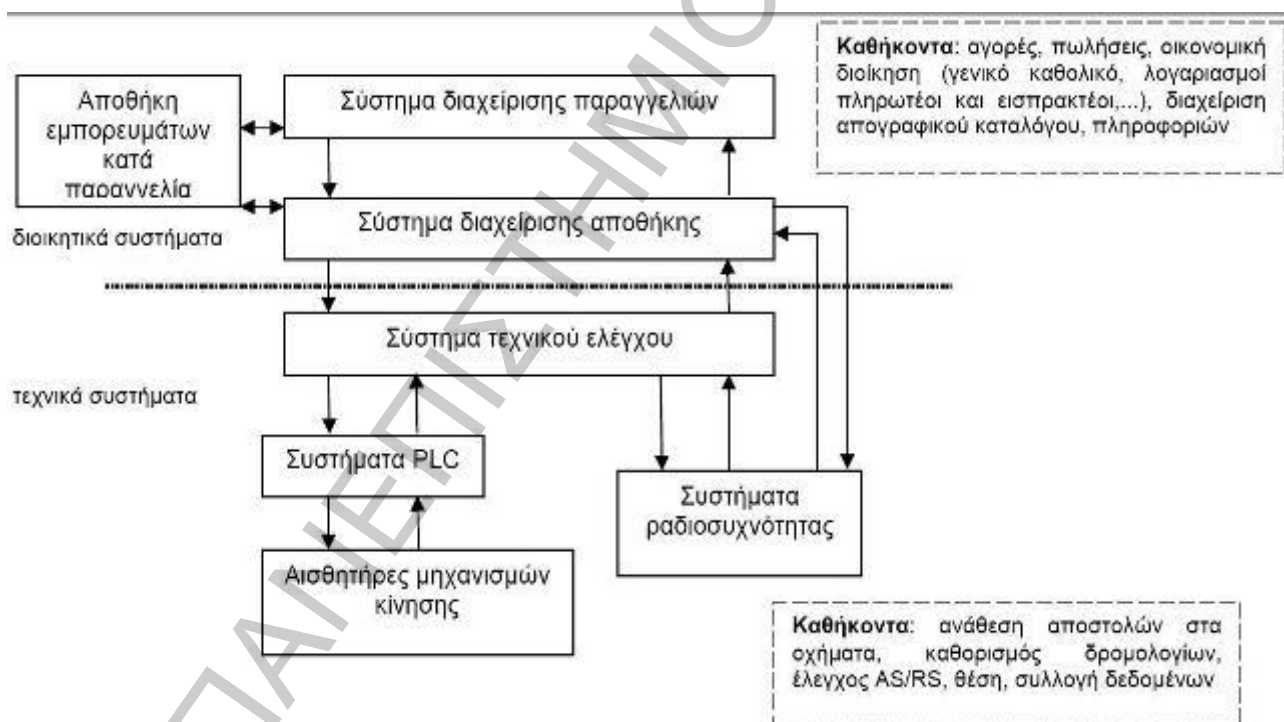 Καθήκοντα: αγορές, πωλήσεις, οικονομική
διοίκηση (γενικό καθολικό, λογαριασμοί
πληρωτέοι και εισπρακτέοι,...), διαχείριση
απογραφικού καταλόγου, πληροφοριών
Αποθήκη
εμπορευμάτων
κατά
παραγγελία
Σύστημα διαχείρισης παραγγελιών
Σύστημα διαχείρισης αποθήκης
διοικητικά συστήματα
Σύστημα τεχνικού ελέγχου
τεχνικά συστήματα
Συστήματα PLC
Συστήματα
ραδιοσυχνότητας
Αισθητήρες μηχανισμών
κίνησης
Καθήκοντα: ανάθεση αποστολών στα
οχήματα, καθορισμός δρομολογίων,
έλεγχος AS/RS, θέση, συλλογή δεδομένων
ΠΑΝΕΠΙΣΤΗΜΙΟ